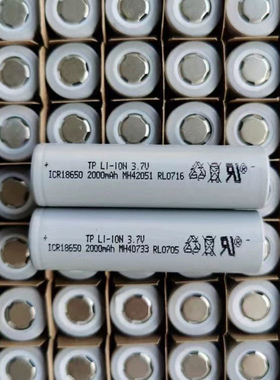 + TP LI-ION 3.7V
ICR18650 2000mAh MH42051 RL0716
+ TP LI-ION 3.7V
ICR18650 2000mAh MH40733 RL0705